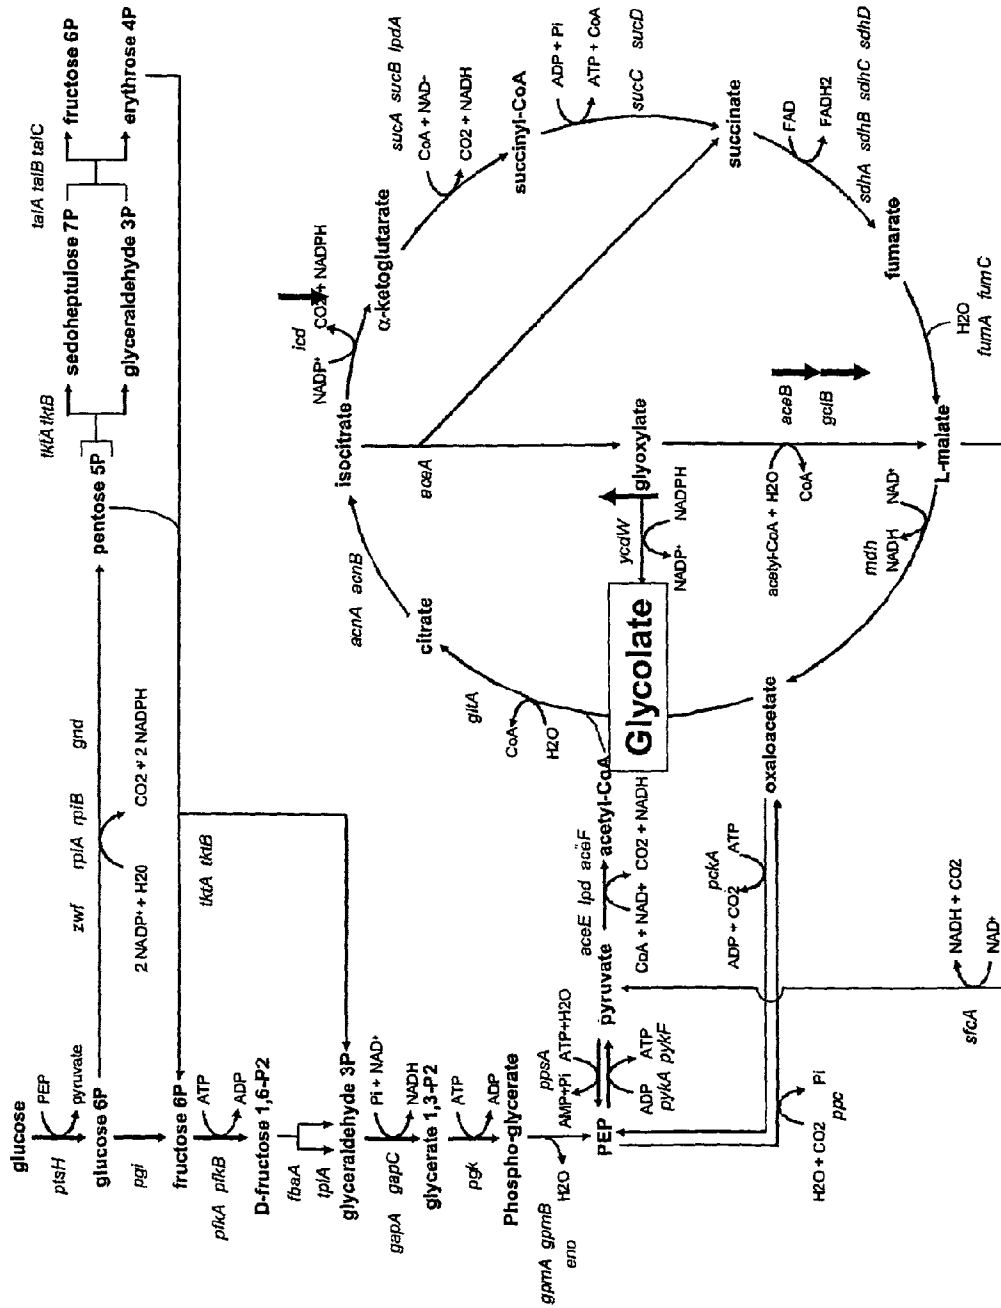 glucose
ptsH
PEP
pyruvate
glucose 6P
zwf rpiA rpiB gnd
2 NADP+ + H20
CO2 + 2 NADPH
pentose 5P
tktA tktB
sedoheptulose 7P
glyceraldehyde 3P
talA talB talC
fructose 6P
erythrose 4P
pgi
fructose 6P
tktA tktB
pfkA pfkB
ATP
ADP
D-fructose 1,6-P2
fbaA
tpiA
glyceraldehyde 3P
gapA gapC
Pi + NAD+
NADH
glycerate 1,3-P2
pgk
ATP
ADP
Phospho-glycerate
gpmA gpmB
eno
H2O
PEP
ppsA
AMP+Pi ATP+H2O
ADP ATP
pykA pykF
pyruvate
aceE lpd aceF
CoA + NAD+ CO2 + NADH
acetyl-CoA
gltA
CoA
H2O
citrate
acnA acnB
isocitrate
icd
NADP+
CO2 + NADPH
α-ketoglutarate
sucA sucB lpdA
CoA + NAD-
CO2 + NADH
succinyl-CoA
ADP + Pi
ATP + CoA
sucC sucD
succinate
FAD
FADH2
sdhA sdhB sdhC sdhD
fumarate
H2O
fumA fumC
L-malate
aceA
glyoxylate
ycdW
NADP+
NADPH
Glycolate
aceB
glcB
acetyl-CoA + H2O
CoA
mdh
NADH
NAD+
oxaloacetate
pckA
ADP + CO2
ATP
H2O + CO2
Pi
ppc
sfcA
NADH + CO2
NAD+